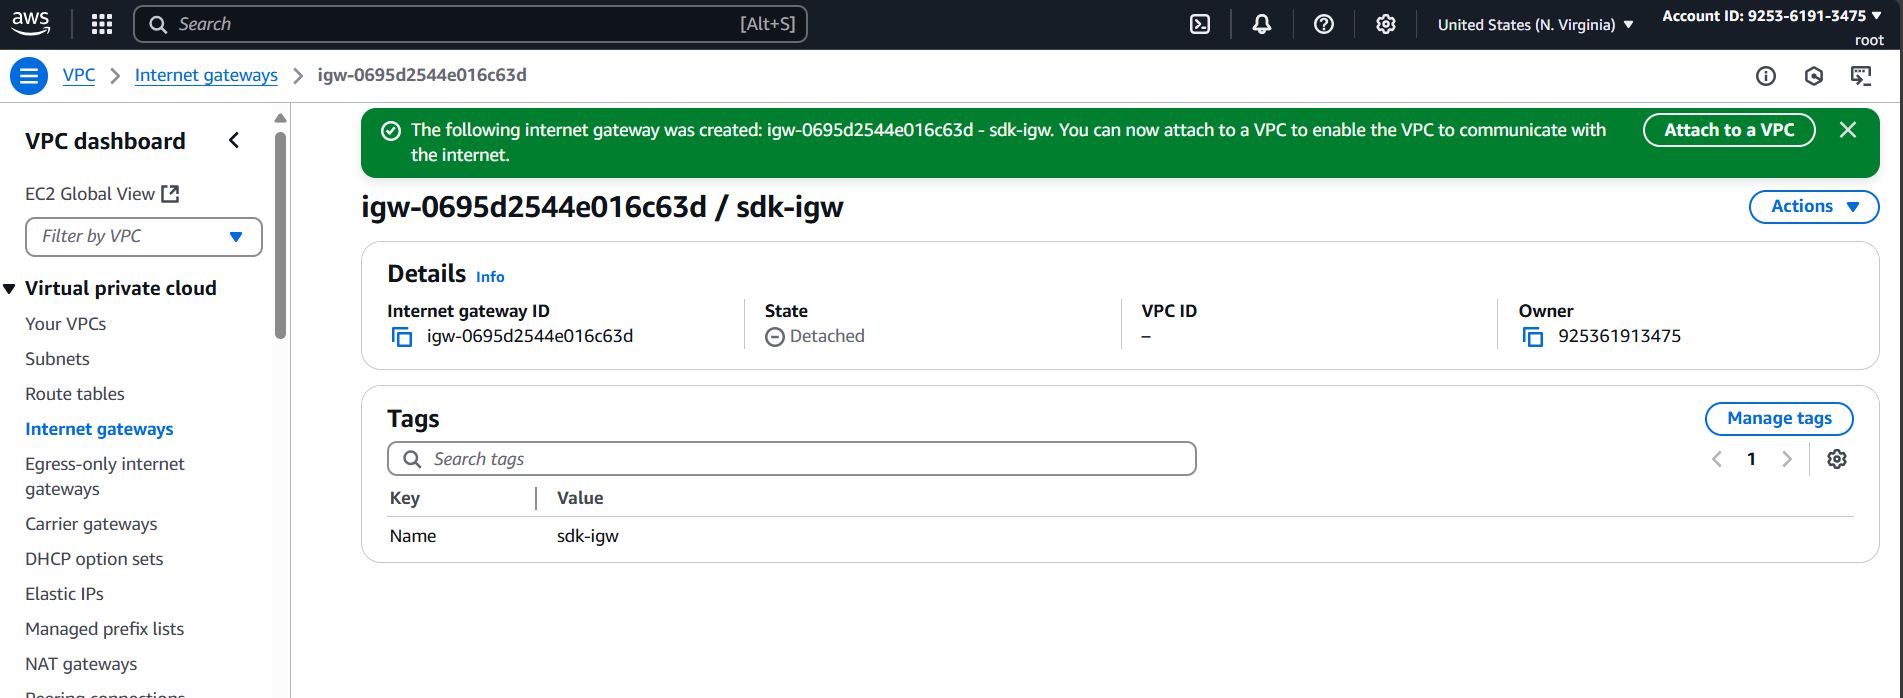 aws
Search [Alt+S]
United States (N. Virginia)
Account ID: 9253-6191-3475
root
VPC
Internet gateways
igw-0695d2544e016c63d
VPC dashboard
EC2 Global View
Filter by VPC
Virtual private cloud
Your VPCs
Subnets
Route tables
Internet gateways
Egress-only internet
gateways
Carrier gateways
DHCP option sets
Elastic IPs
Managed prefix lists
NAT gateways
Peering connections
The following internet gateway was created: igw-0695d2544e016c63d - sdk-igw. You can now attach to a VPC to enable the VPC to communicate with
the internet.
Attach to a VPC
igw-0695d2544e016c63d / sdk-igw
Actions
Details Info
Internet gateway ID
igw-0695d2544e016c63d
State
Detached
VPC ID
–
Owner
925361913475
Tags
Manage tags
Search tags
1
Key Value
Name sdk-igw